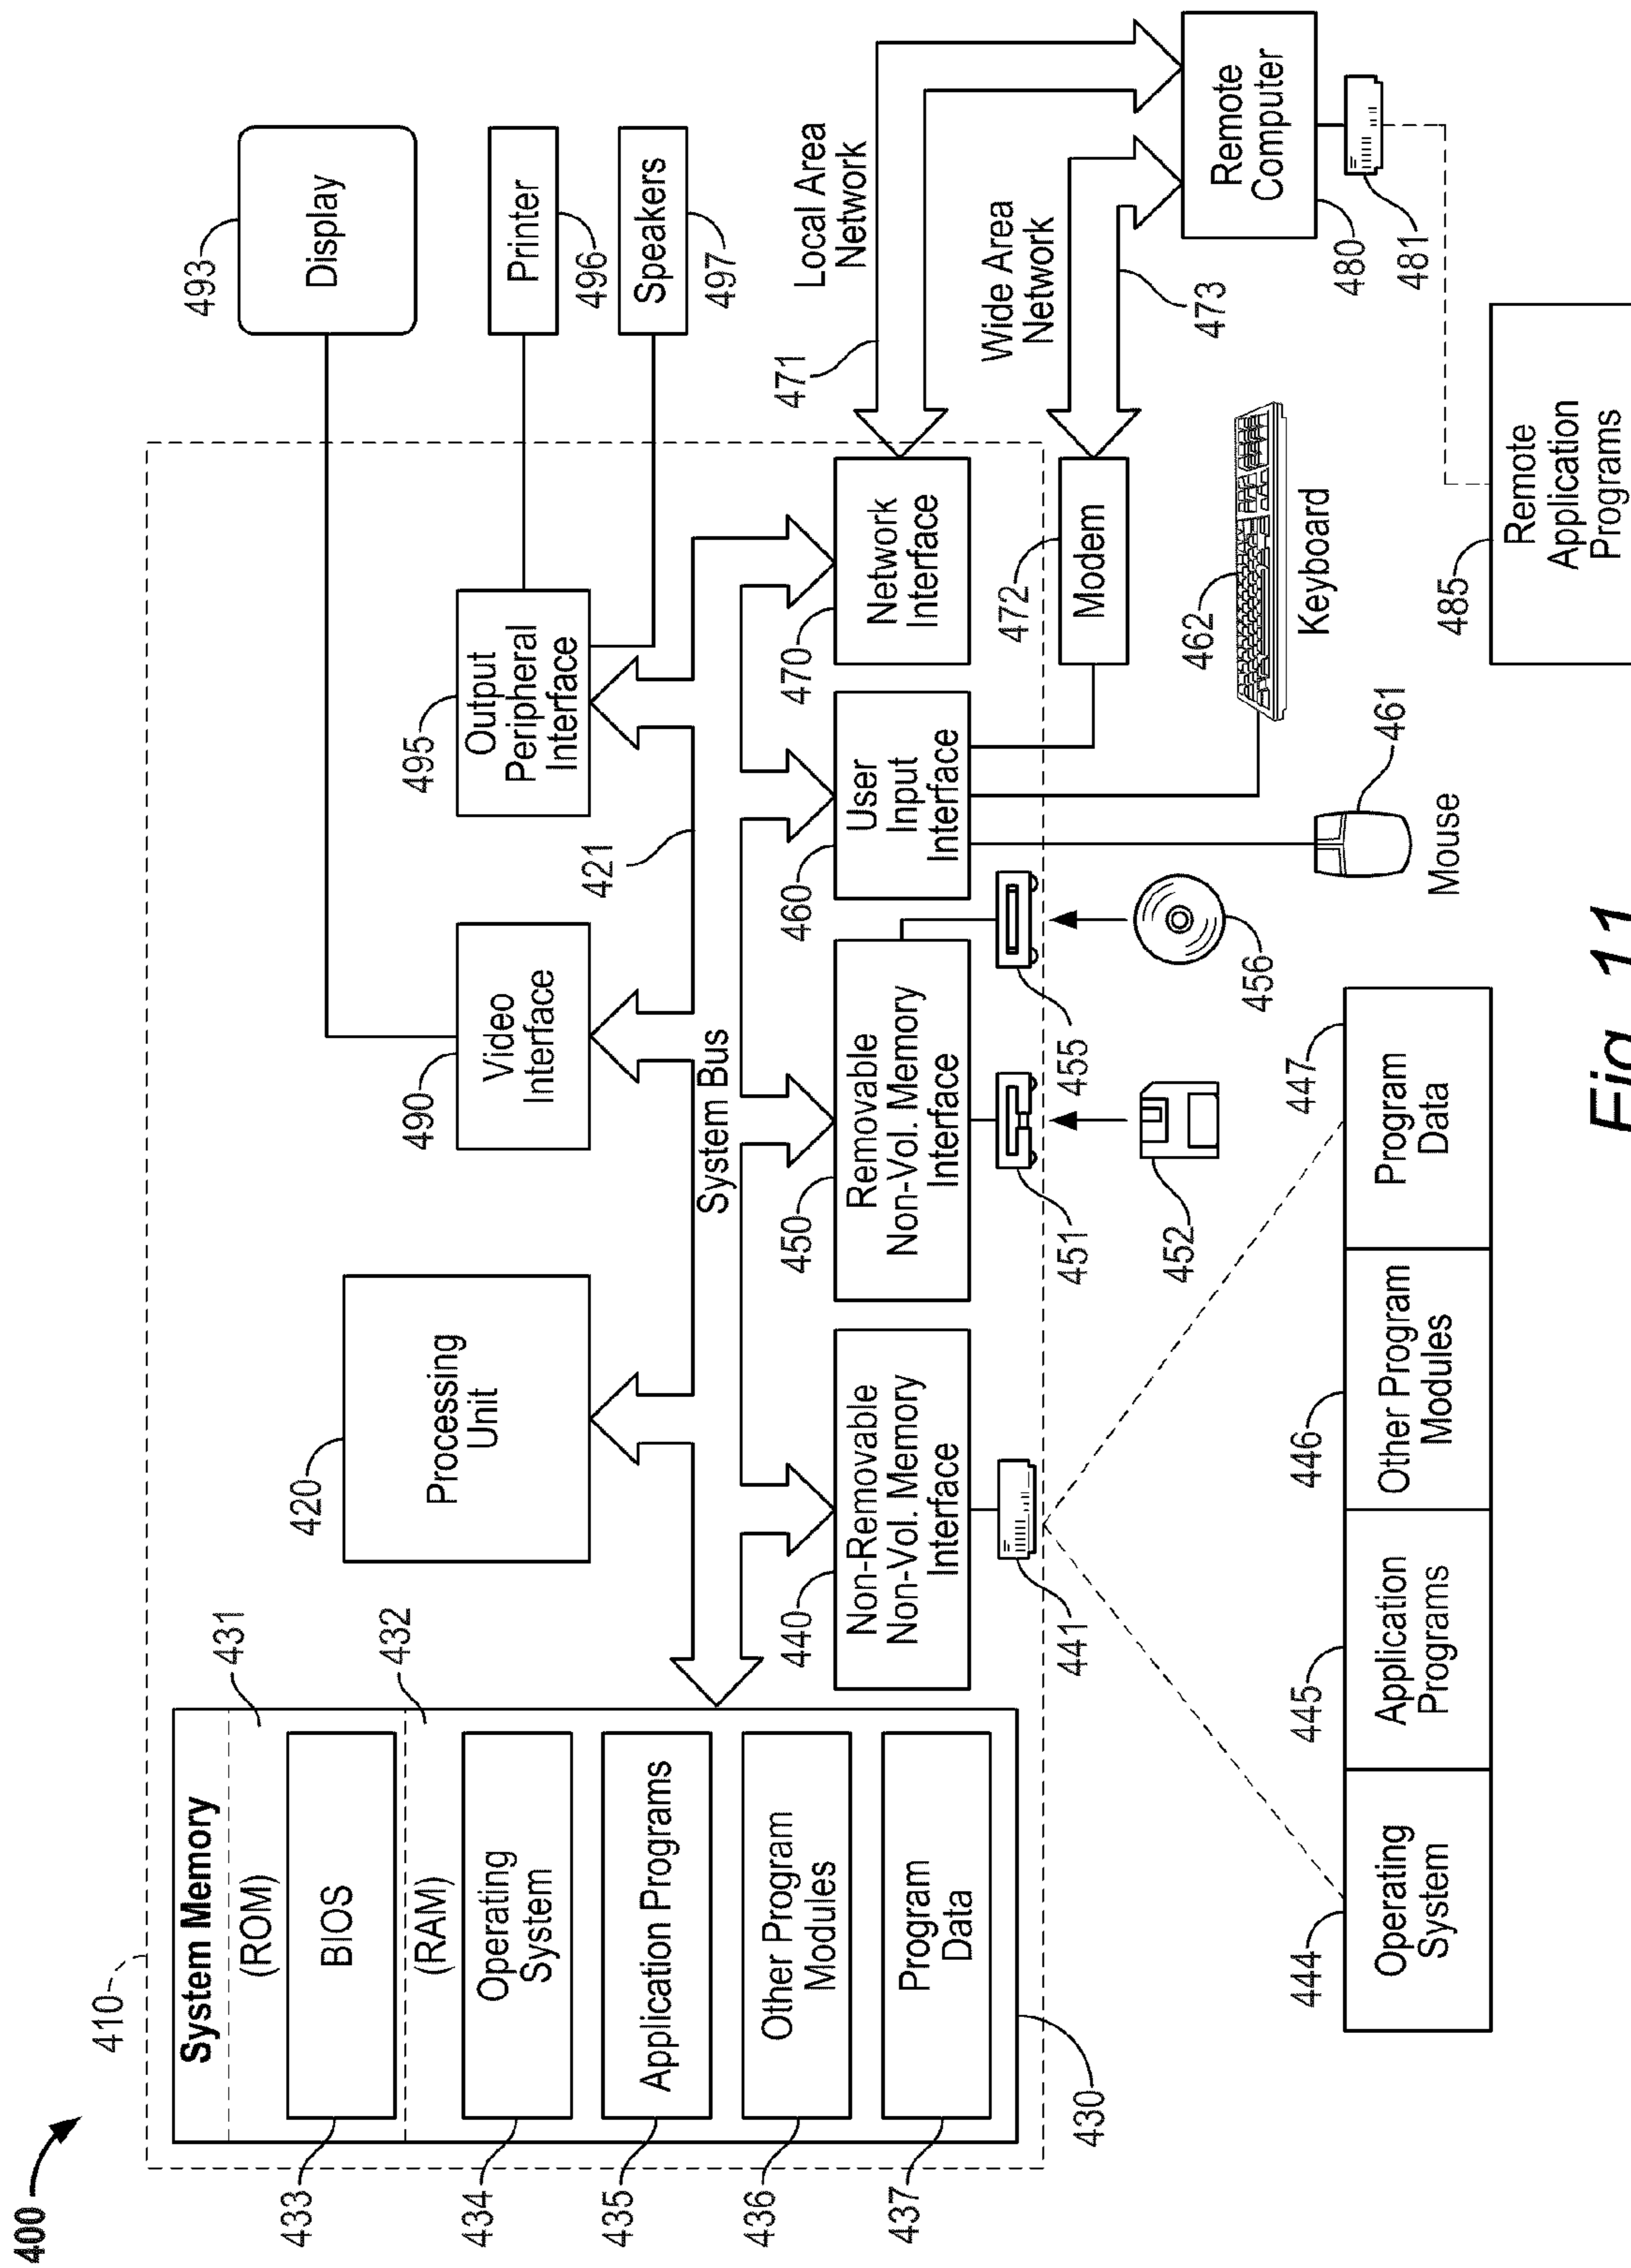 400
410
System Memory
(ROM)
431
BIOS
433
432
(RAM)
Operating
System
434
Application Programs
435
Other Program
Modules
436
Program
Data
437
430
420
Processing
Unit
490
Video
Interface
495
Output
Peripheral
Interface
493
Display
Printer
496
Speakers
497
421
System Bus
440
Non-Removable
Non-Vol. Memory
Interface
450
Removable
Non-Vol. Memory
Interface
460
User
Input
Interface
470
Network
Interface
471
Local Area
Network
Wide Area
Network
473
472
Modem
441
451
455
452
456
461
Mouse
462
Keyboard
Remote
Computer
480
481
485
Remote
Application
Programs
444
Operating
System
445
Application
Programs
446
Other Program
Modules
447
Program
Data
Fig. 11